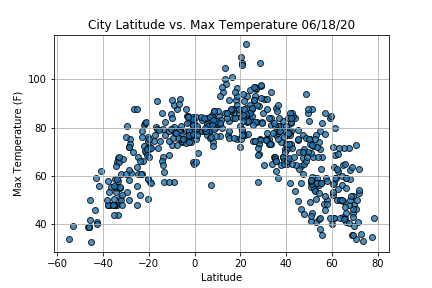 City Latitude vs. Max Temperature 06/18/20
100
80
60
40
Max Temperature (F)
−60 −40 −20 0 20 40 60 80
Latitude